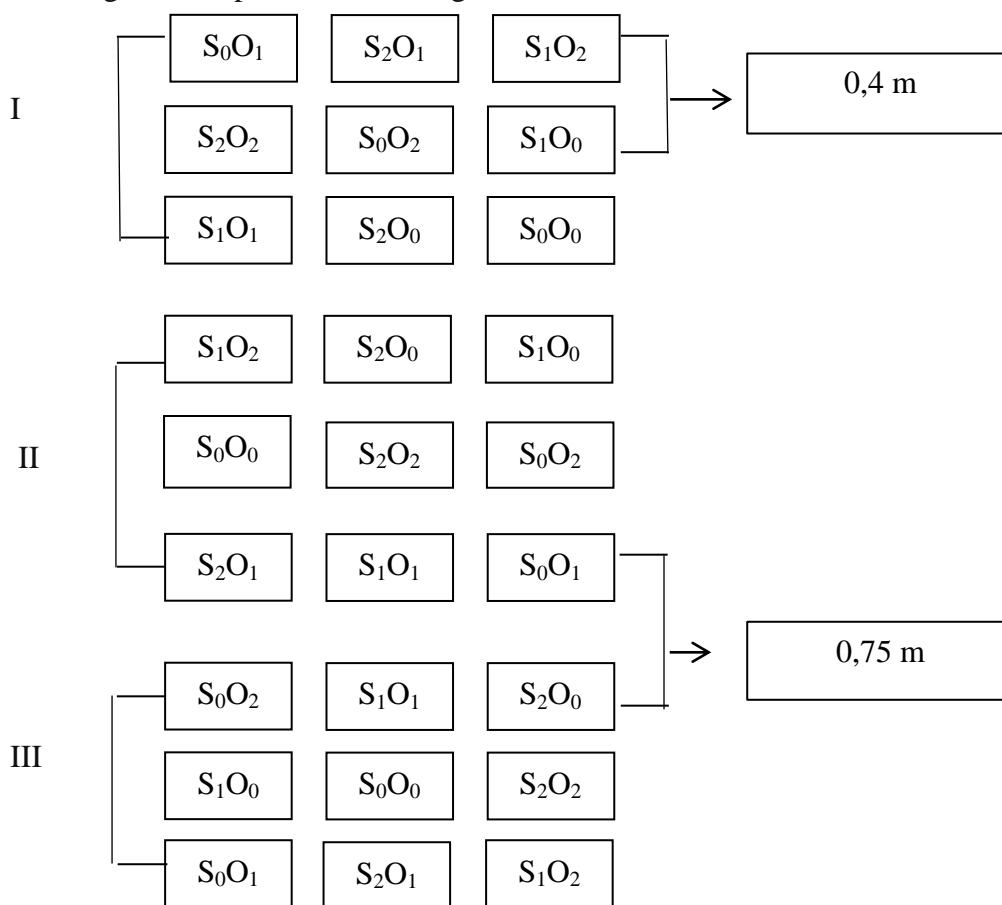 S₀O₁ S₂O₁ S₁O₂ 0,4 m
I
S₂O₂ S₀O₂ S₁O₀
S₁O₁ S₂O₀ S₀O₀
S₁O₂ S₂O₀ S₁O₀
II
S₀O₀ S₂O₂ S₀O₂
S₂O₁ S₁O₁ S₀O₁
0,75 m
S₀O₂ S₁O₁ S₂O₀
III
S₁O₀ S₀O₀ S₂O₂
S₀O₁ S₂O₁ S₁O₂